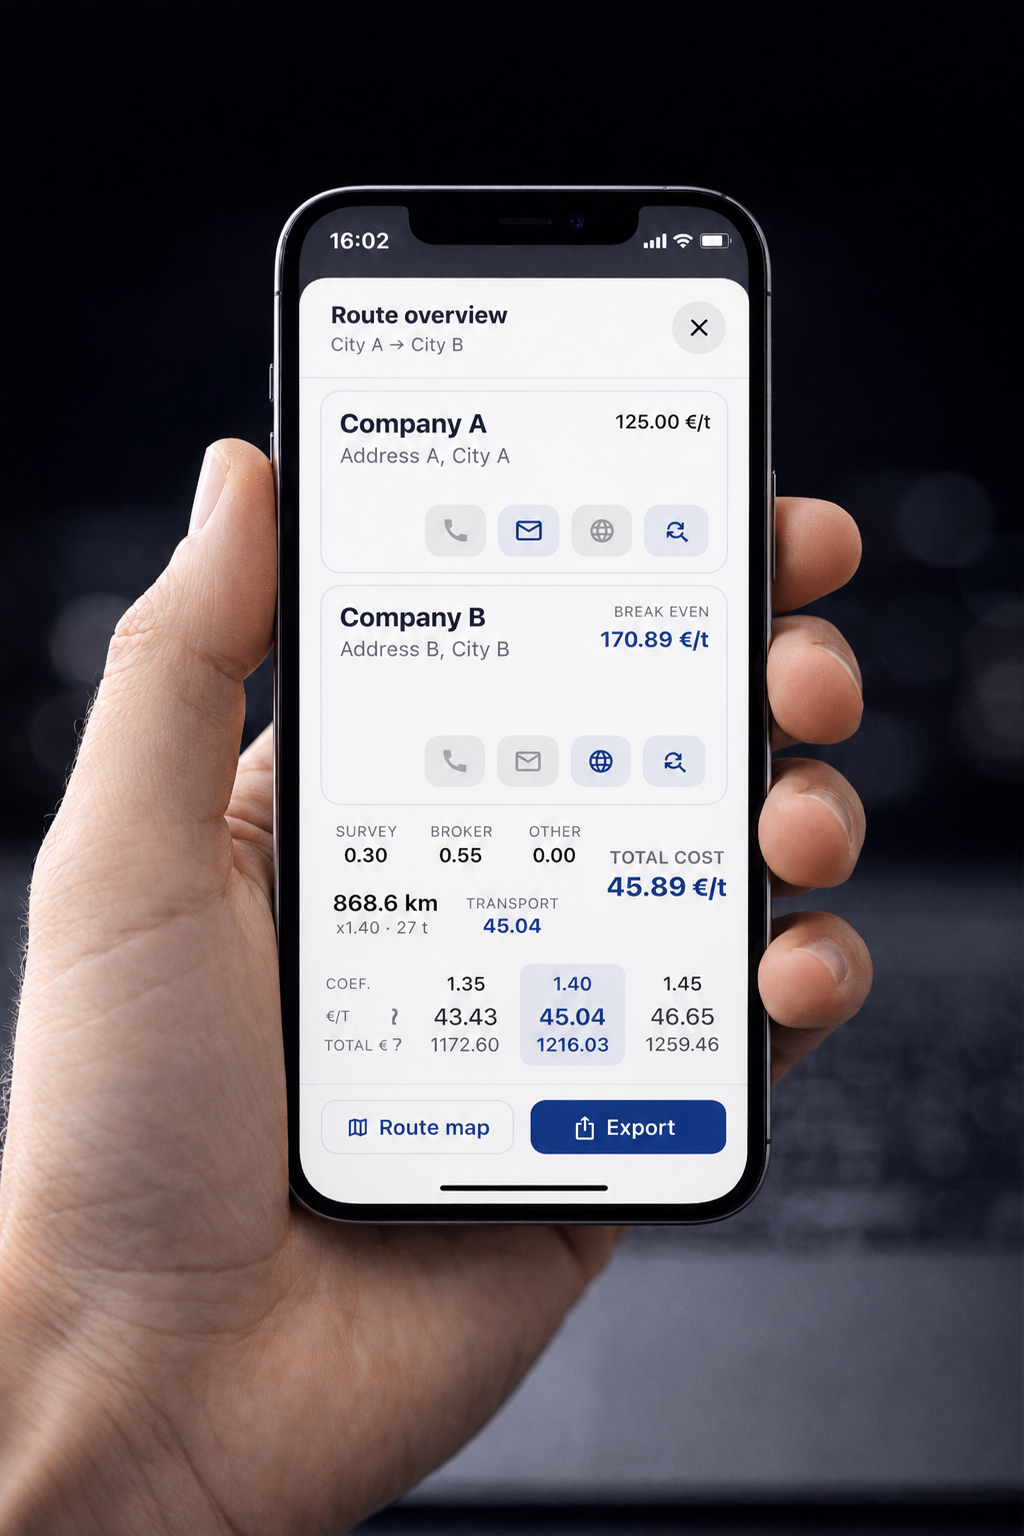 16:02
Route overview
City A → City B
Company A
125.00 €/t
Address A, City A
Company B
BREAK EVEN
170.89 €/t
Address B, City B
SURVEY BROKER OTHER
0.30 0.55 0.00
TOTAL COST
45.89 €/t
868.6 km
TRANSPORT
x1.40 · 27 t
45.04
COEF. 1.35 1.40 1.45
€/T 43.43 45.04 46.65
TOTAL € ? 1172.60 1216.03 1259.46
Route map
Export